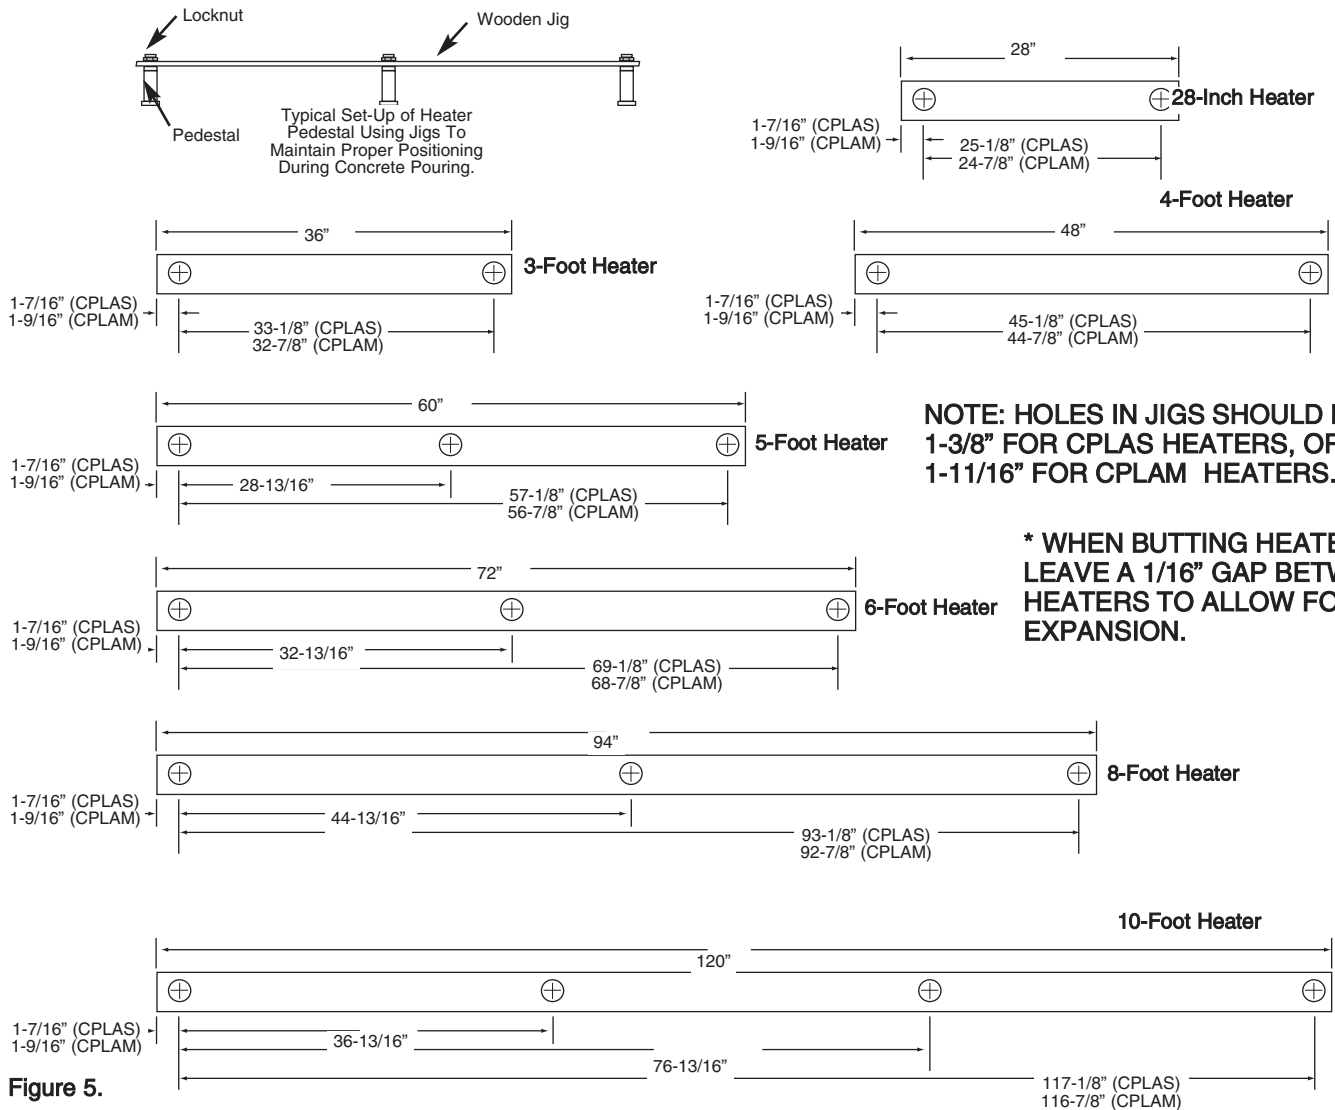 Locknut
Wooden Jig
Pedestal
Typical Set-Up of Heater
Pedestal Using Jigs To
Maintain Proper Positioning
During Concrete Pouring.
28”
28-Inch Heater
1-7/16” (CPLAS)
1-9/16” (CPLAM)
25-1/8” (CPLAS)
24-7/8” (CPLAM)
4-Foot Heater
36”
3-Foot Heater
1-7/16” (CPLAS)
1-9/16” (CPLAM)
33-1/8” (CPLAS)
32-7/8” (CPLAM)
48”
1-7/16” (CPLAS)
1-9/16” (CPLAM)
45-1/8” (CPLAS)
44-7/8” (CPLAM)
60”
5-Foot Heater
1-7/16” (CPLAS)
1-9/16” (CPLAM)
28-13/16”
57-1/8” (CPLAS)
56-7/8” (CPLAM)
NOTE: HOLES IN JIGS SHOULD
1-3/8” FOR CPLAS HEATERS,
1-11/16” FOR CPLAM HEATERS.
* WHEN BUTTING
LEAVE A 1/16” GAP
HEATERS TO ALLOW
EXPANSION.
72”
6-Foot Heater
1-7/16” (CPLAS)
1-9/16” (CPLAM)
32-13/16”
69-1/8” (CPLAS)
68-7/8” (CPLAM)
94”
8-Foot Heater
1-7/16” (CPLAS)
1-9/16” (CPLAM)
44-13/16”
93-1/8” (CPLAS)
92-7/8” (CPLAM)
10-Foot Heater
120”
1-7/16” (CPLAS)
1-9/16” (CPLAM)
36-13/16”
76-13/16”
117-1/8” (CPLAS)
116-7/8” (CPLAM)
Figure 5.